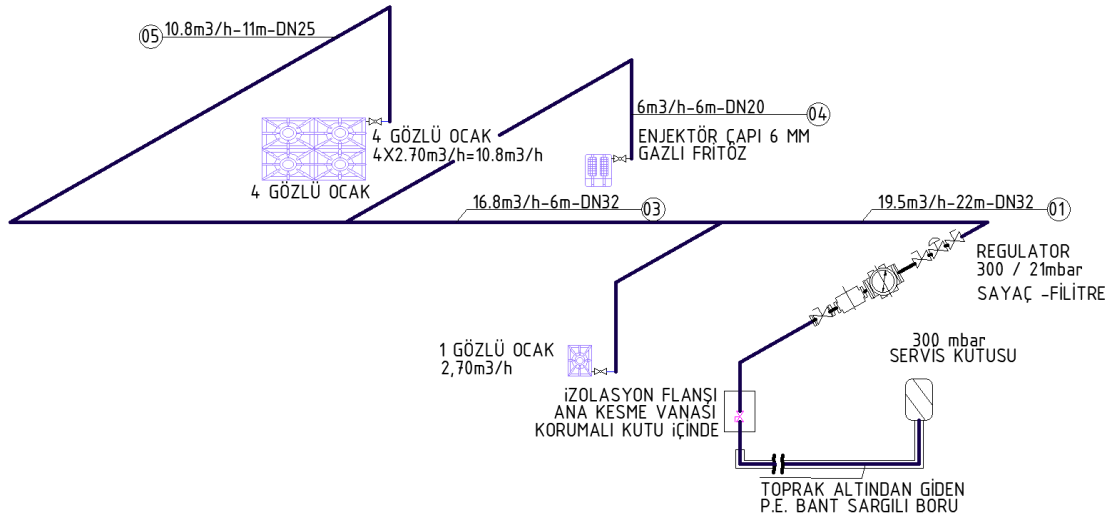 05 10.8m3/h-11m-DN25
4 GÖZLÜ OCAK
4X2.70m3/h=10.8m3/h
4 GÖZLÜ OCAK
6m3/h-6m-DN20 04
ENJEKTÖR ÇAPI 6 MM
GAZLI FRİTÖZ
16.8m3/h-6m-DN32 03
19.5m3/h-22m-DN32 01
REGULATOR
300 / 21mbar
SAYAÇ -FİLİTRE
1 GÖZLÜ OCAK
2,70m3/h
300 mbar
SERVIS KUTUSU
iZOLASYON FLANŞI
ANA KESME VANASI
KORUMALI KUTU iÇİNDE
TOPRAK ALTINDAN GİDEN
P.E. BANT SARGILI BORU